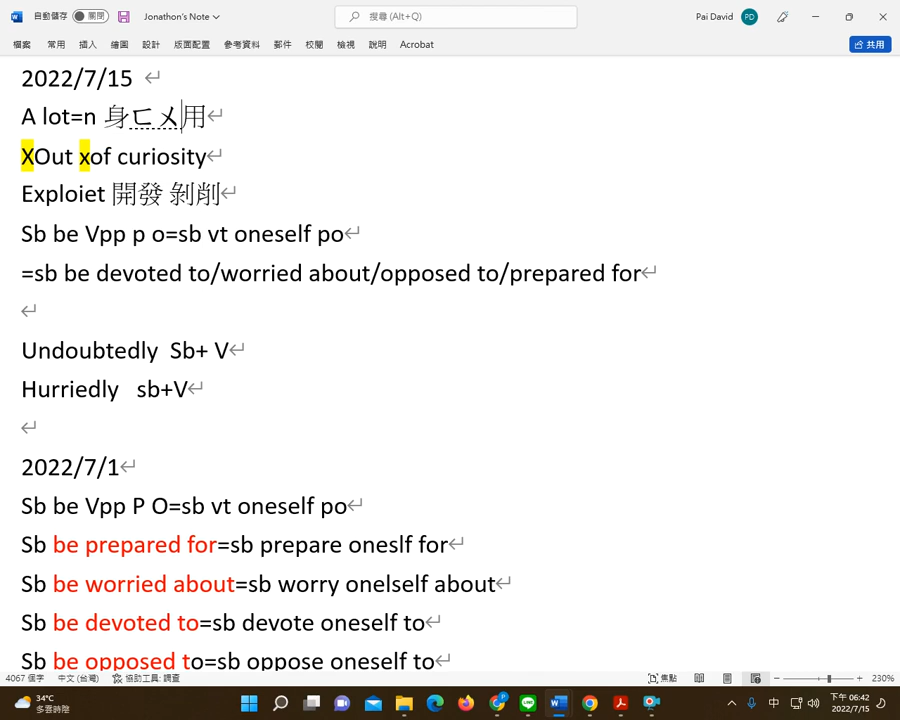 自動儲存 關閉 Jonathon's Note 搜尋 (Alt+Q) Pai David PD
檔案 常用 插入 繪圖 設計 版面配置 參考資料 郵件 校閱 檢視 說明 Acrobat 共用
2022/7/15
A lot=n 身ㄈㄨ用
XOut xof curiosity
Exploiet 開發 剝削
Sb be Vpp p o=sb vt oneself po
=sb be devoted to/worried about/opposed to/prepared for
Undoubtedly Sb+ V
Hurriedly sb+V
2022/7/1
Sb be Vpp P O=sb vt oneself po
Sb be prepared for=sb prepare oneslf for
Sb be worried about=sb worry onelself about
Sb be devoted to=sb devote oneself to
Sb be opposed to=sb oppose oneself to
4067 個字 中文 (台灣) 協助工具: 調查 焦點 230%
34°C 下午 06:42
多雲時陰 中 2022/7/15